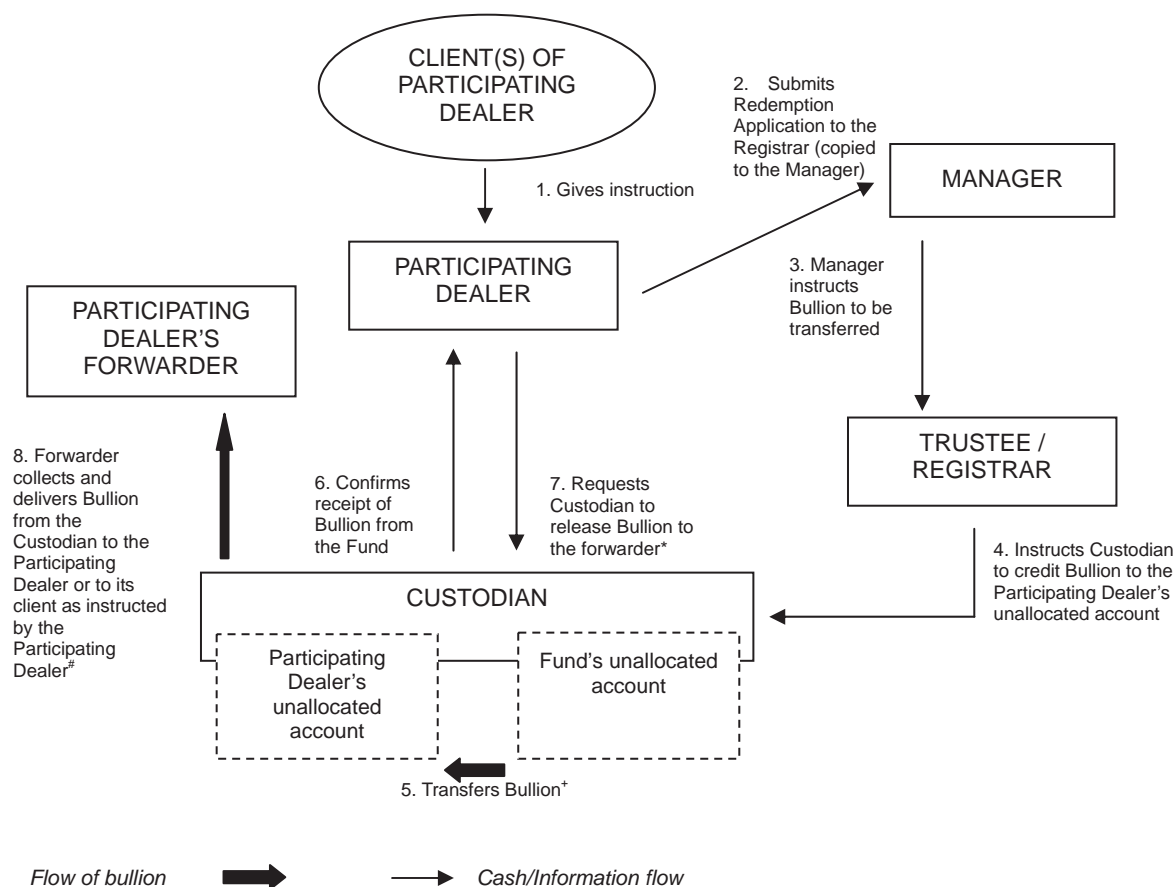 CLIENT(S) OF
PARTICIPATING
DEALER
2. Submits
Redemption
Application to the
Registrar (copied
to the Manager)
MANAGER
1. Gives instruction
PARTICIPATING
DEALER
3. Manager
instructs
Bullion to be
transferred
PARTICIPATING
DEALER'S
FORWARDER
TRUSTEE /
REGISTRAR
8. Forwarder
collects and
delivers Bullion
from the
Custodian to the
Participating
Dealer or to its
client as instructed
by the
Participating
Dealer#
6. Confirms
receipt of
Bullion from
the Fund
7. Requests
Custodian to
release Bullion to
the forwarder*
4. Instructs Custodian
to credit Bullion to the
Participating Dealer's
unallocated account
CUSTODIAN
Participating
Dealer's
unallocated
account
Fund's unallocated
account
5. Transfers Bullion+
Flow of bullion
Cash/Information flow